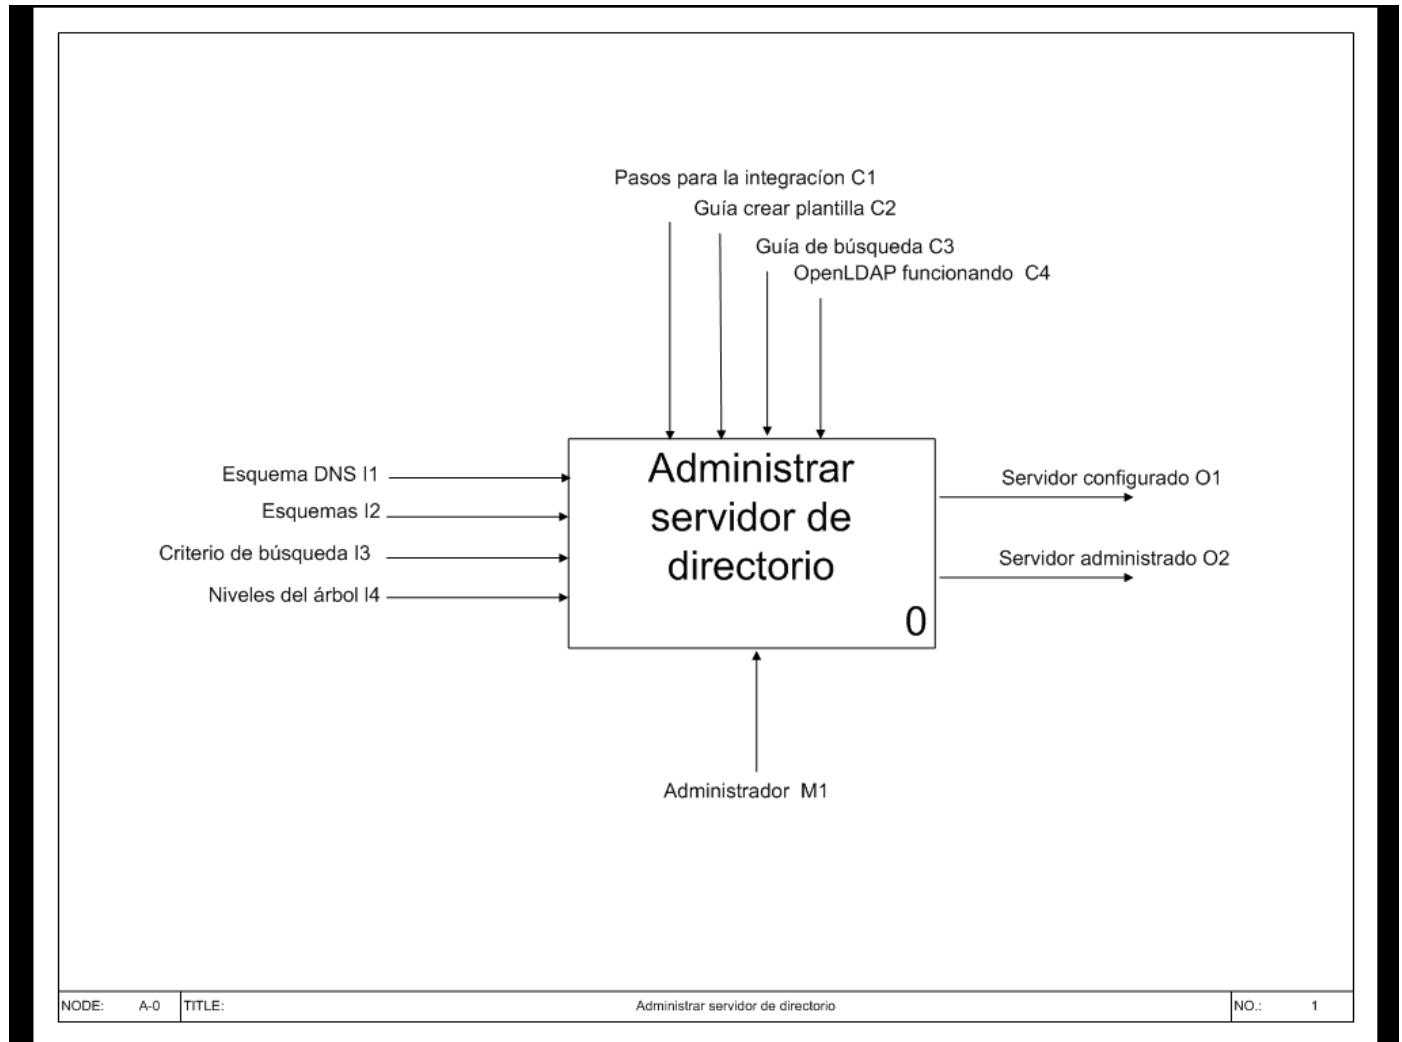 Pasos para la integracíon C1
Guía crear plantilla C2
Guía de búsqueda C3
OpenLDAP funcionando C4
Esquema DNS I1
Esquemas I2
Criterio de búsqueda I3
Niveles del árbol I4
Administrar
servidor de
directorio
0
Servidor configurado O1
Servidor administrado O2
Administrador M1
NODE: A-0 TITLE: Administrar servidor de directorio NO.: 1